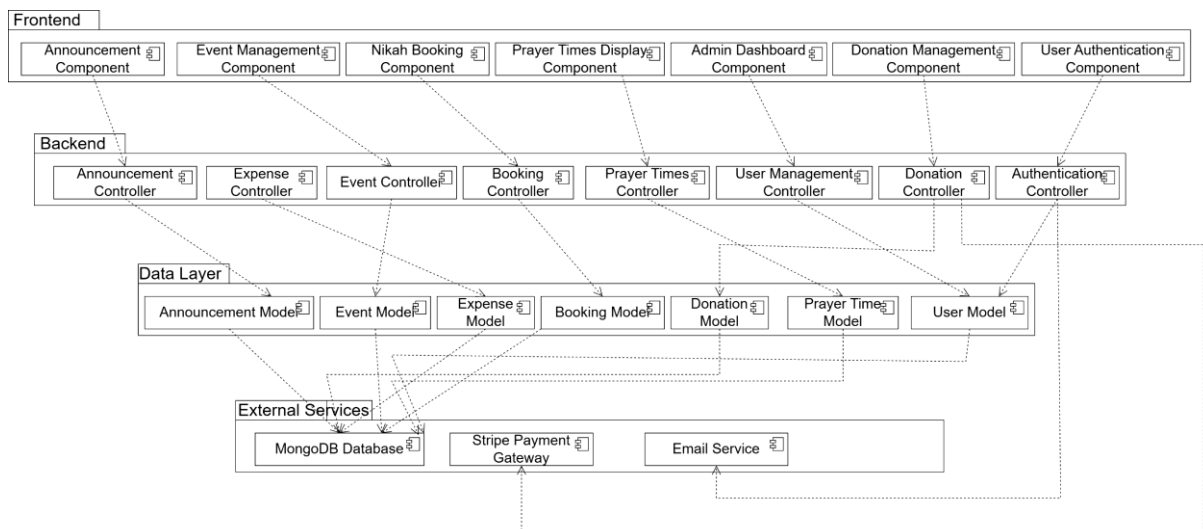 Frontend
Announcement
Component
Event Management
Component
Nikah Booking
Component
Prayer Times Display
Component
Admin Dashboard
Component
Donation Management
Component
User Authentication
Component
Backend
Announcement
Controller
Expense
Controller
Event Controller
Booking
Controller
Prayer Times
Controller
User Management
Controller
Donation
Controller
Authentication
Controller
Data Layer
Announcement Model
Event Model
Expense
Model
Booking Model
Donation
Model
Prayer Time
Model
User Model
External Services
MongoDB Database
Stripe Payment
Gateway
Email Service